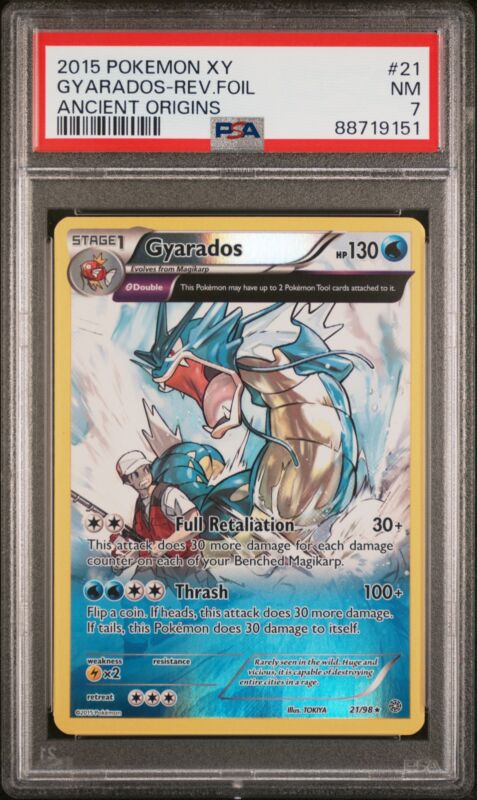 2015 POKEMON XY #21
GYARADOS-REV.FOIL NM
ANCIENT ORIGINS 7
PSA 88719151
STAGE1 Gyarados HP130
Evolves from Magikarp
θDouble This Pokémon may have up to 2 Pokémon Tool cards attached to it.
Full Retaliation 30+
This attack does 30 more damage for each damage
counter on each of your Benched Magikarp.
Thrash 100+
Flip a coin. If heads, this attack does 30 more damage.
If tails, this Pokémon does 30 damage to itself.
weakness resistance
×2
Rarely seen in the wild. Huge and
vicious, it is capable of destroying
entire cities in a rage.
retreat
©2015 Pokémon Illus. TOKIYA 21/98 ★
PSA